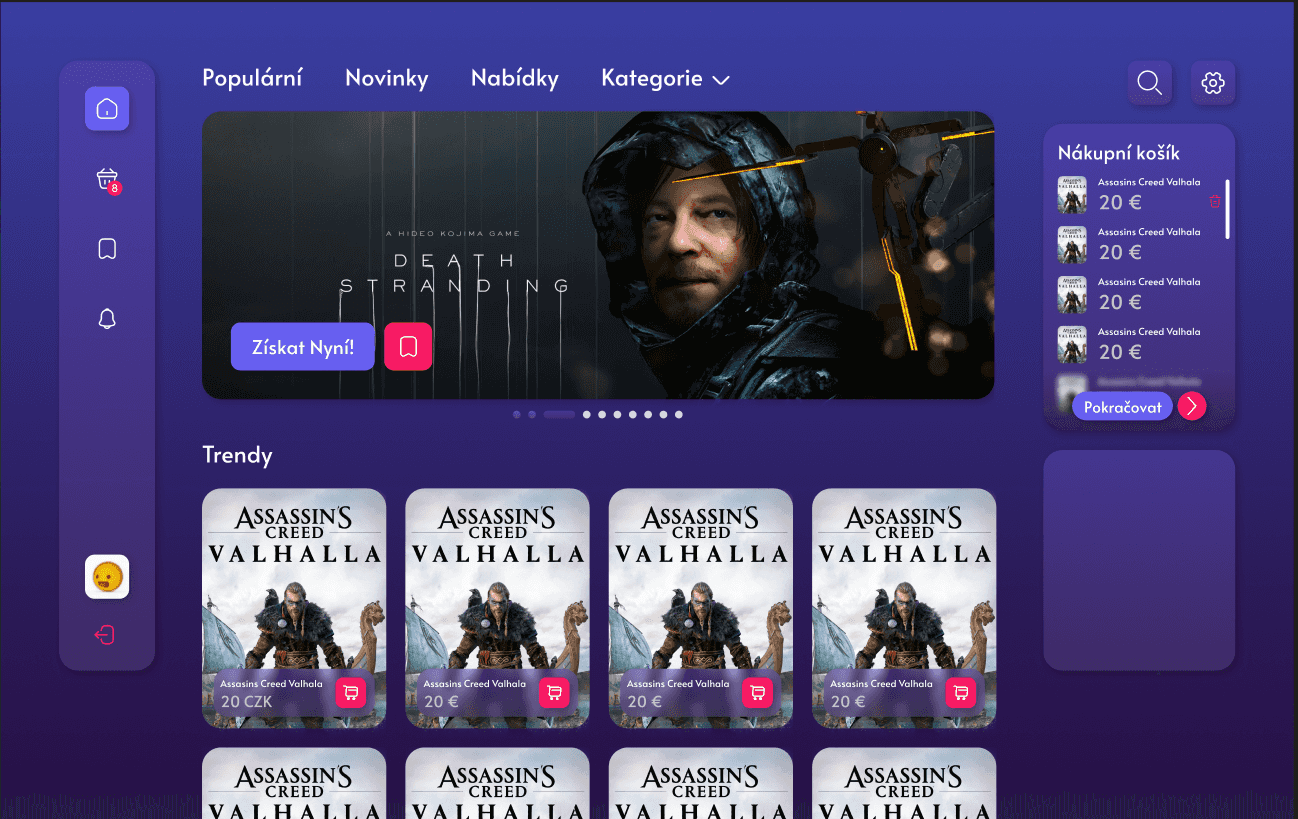 Populární Novinky Nabídky Kategorie
8
A HIDEO KOJIMA GAME
DEATH
STRANDING
Získat Nyní!
Nákupní košík
Assasins Creed Valhala
20 €
Assasins Creed Valhala
20 €
Assasins Creed Valhala
20 €
Assasins Creed Valhala
20 €
Assasins Creed Valhala
Pokračovat
Trendy
ASSASSIN'S
CREED
VALHALLA
Assasins Creed Valhala
20 CZK
ASSASSIN'S
CREED
VALHALLA
Assasins Creed Valhala
20 €
ASSASSIN'S
CREED
VALHALLA
Assasins Creed Valhala
20 €
ASSASSIN'S
CREED
VALHALLA
Assasins Creed Valhala
20 €
ASSASSIN'S
CREED
VALHALLA
ASSASSIN'S
CREED
VALHALLA
ASSASSIN'S
CREED
VALHALLA
ASSASSIN'S
CREED
VALHALLA